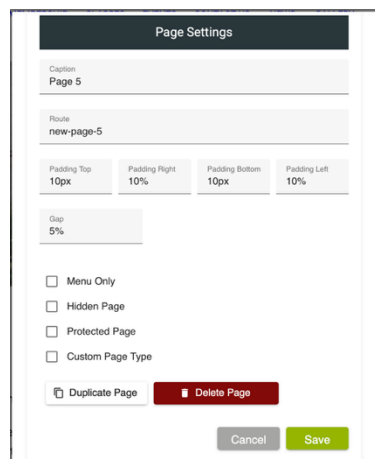 Page Settings
Caption
Page 5
Route
new-page-5
Padding Top Padding Right Padding Bottom Padding Left
10px 10% 10px 10%
Gap
5%
Menu Only
Hidden Page
Protected Page
Custom Page Type
Duplicate Page Delete Page
Cancel Save